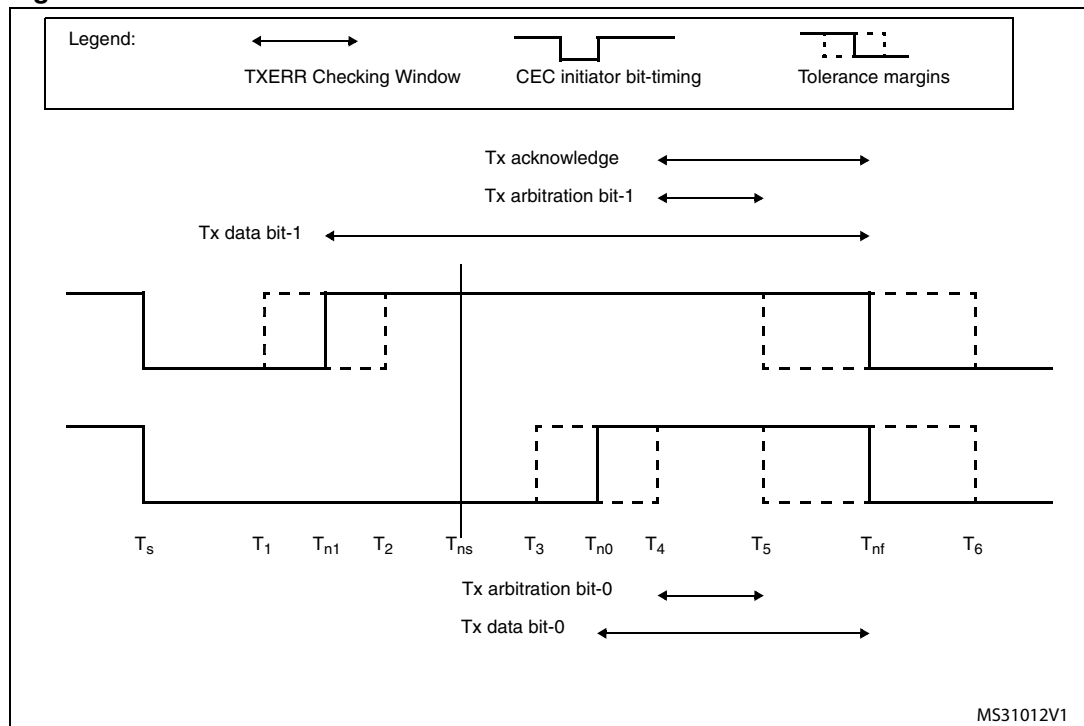 Legend:
TXERR Checking Window CEC initiator bit-timing Tolerance margins
Tx acknowledge
Tx arbitration bit-1
Tx data bit-1
Ts T1 Tn1 T2 Tns T3 Tn0 T4 T5 Tnf T6
Tx arbitration bit-0
Tx data bit-0
MS31012V1